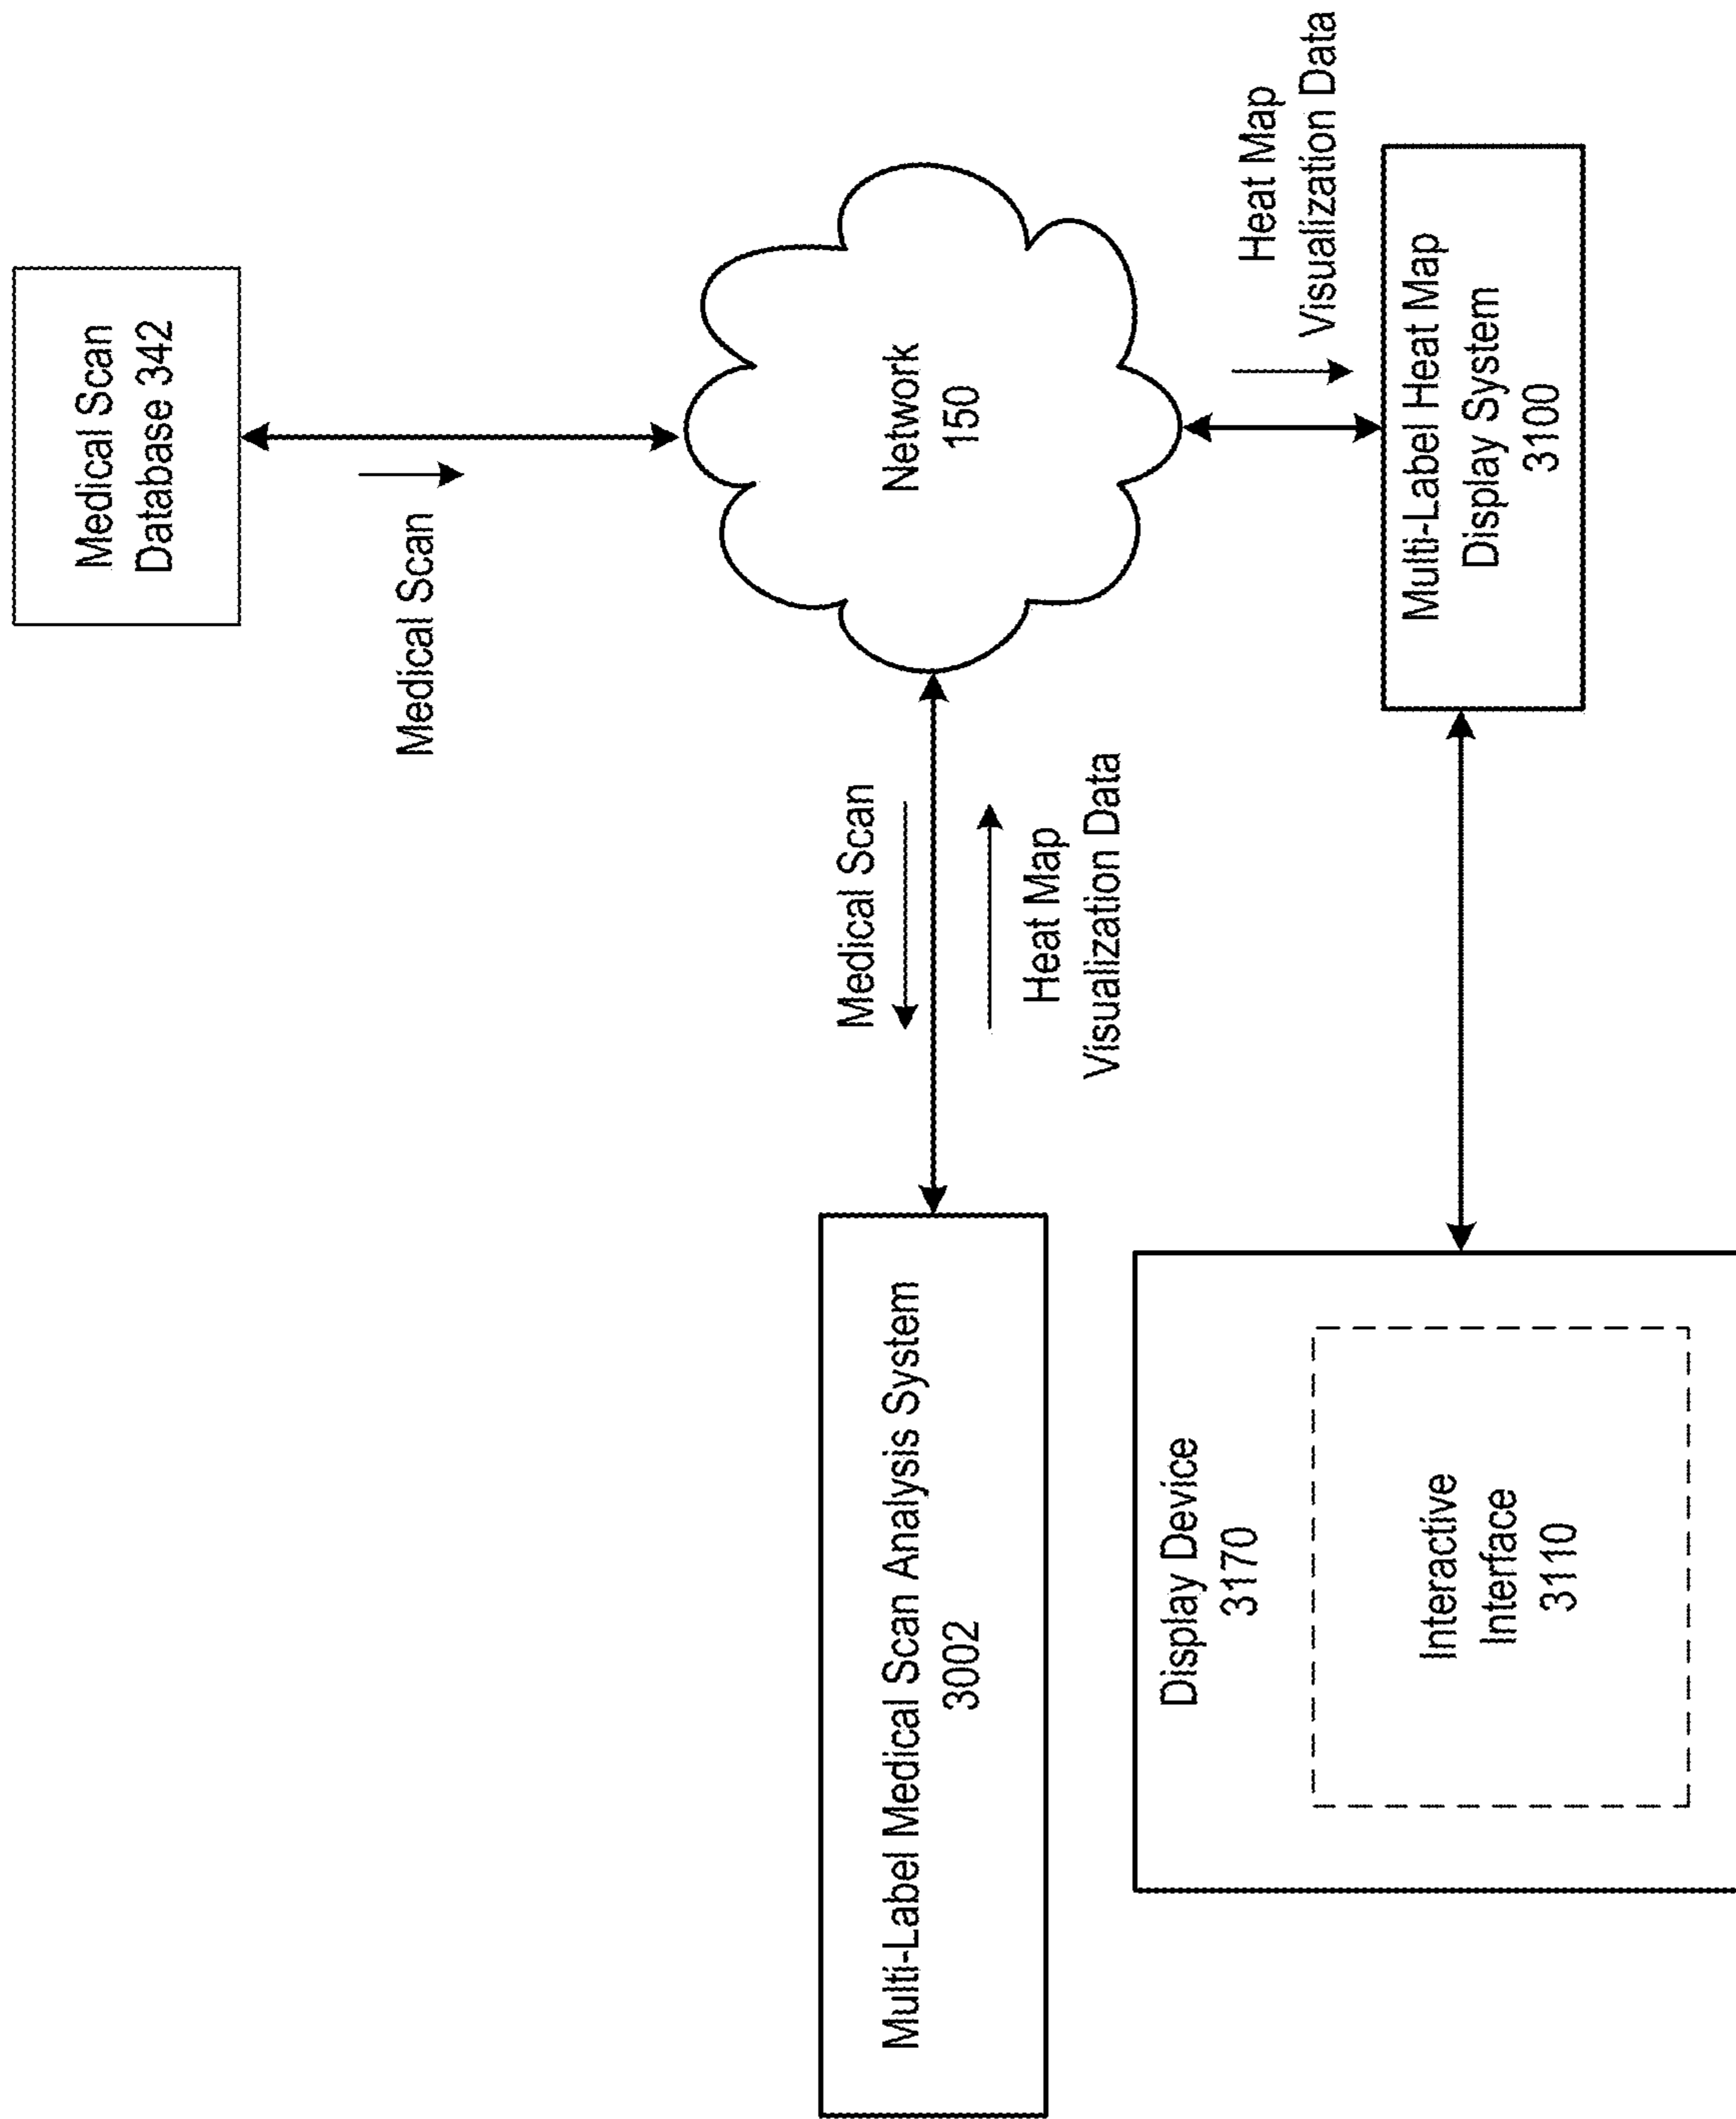 Medical Scan
Database 342
Medical Scan
Network
150
Medical Scan
Heat Map
Visualization Data
Heat Map
Visualization Data
Multi-Label Medical Scan Analysis System
3002
Multi-Label Heat Map
Display System
3100
Display Device
3170
Interactive
Interface
3110